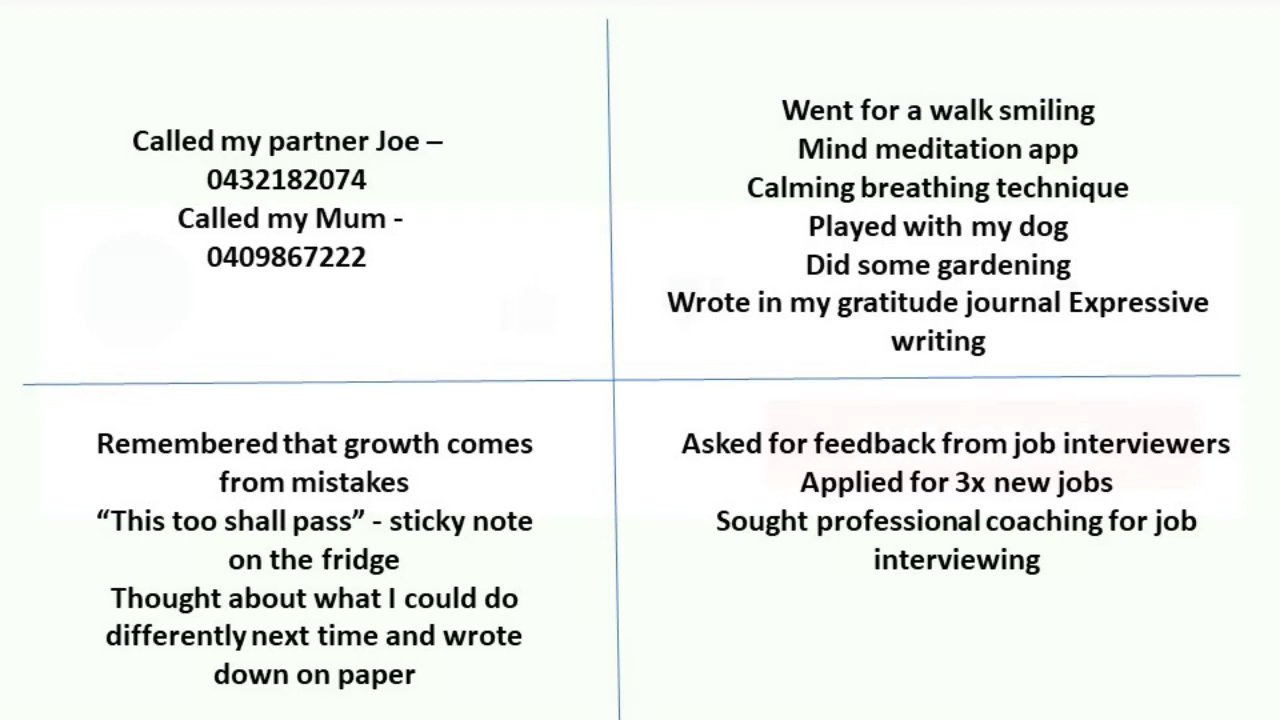 Called my partner Joe –
0432182074
Called my Mum -
0409867222
Went for a walk smiling
Mind meditation app
Calming breathing technique
Played with my dog
Did some gardening
Wrote in my gratitude journal Expressive
writing
Remembered that growth comes
from mistakes
“This too shall pass” - sticky note
on the fridge
Thought about what I could do
differently next time and wrote
down on paper
Asked for feedback from job interviewers
Applied for 3x new jobs
Sought professional coaching for job
interviewing